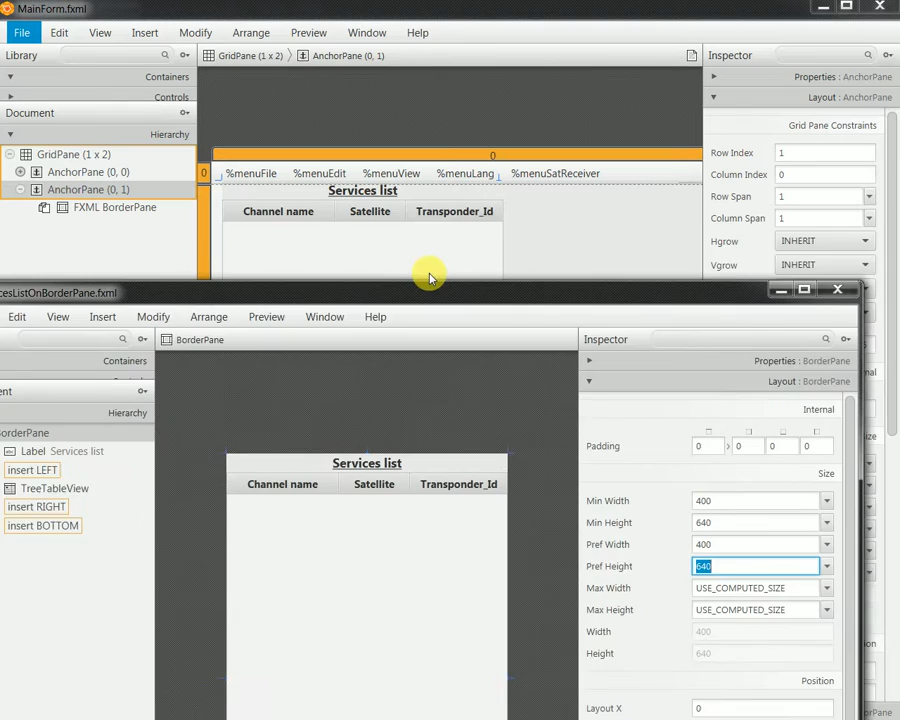 MainForm.fxml
File Edit View Insert Modify Arrange Preview Window Help
Library
GridPane (1 x 2) AnchorPane (0, 1)
Inspector
Containers
Controls
Document
Hierarchy
GridPane (1 x 2)
AnchorPane (0, 0)
AnchorPane (0, 1)
FXML BorderPane
0
0
%menuFile %menuEdit %menuView %menuLang %menuSatReceiver
Services list
Channel name Satellite Transponder_Id
Properties : AnchorPane
Layout : AnchorPane
Grid Pane Constraints
Row Index 1
Column Index 0
Row Span 1
Column Span 1
Hgrow INHERIT
Vgrow INHERIT
cesListOnBorderPane.fxml
Edit View Insert Modify Arrange Preview Window Help
BorderPane
Inspector
Containers
ent
Hierarchy
orderPane
Label Services list
insert LEFT
TreeTableView
insert RIGHT
insert BOTTOM
Services list
Channel name Satellite Transponder_Id
Properties : BorderPane
Layout : BorderPane
Internal
Padding 0 0 0 0
Size
Min Width 400
Min Height 640
Pref Width 400
Pref Height 640
Max Width USE_COMPUTED_SIZE
Max Height USE_COMPUTED_SIZE
Width 400
Height 640
Position
Layout X 0